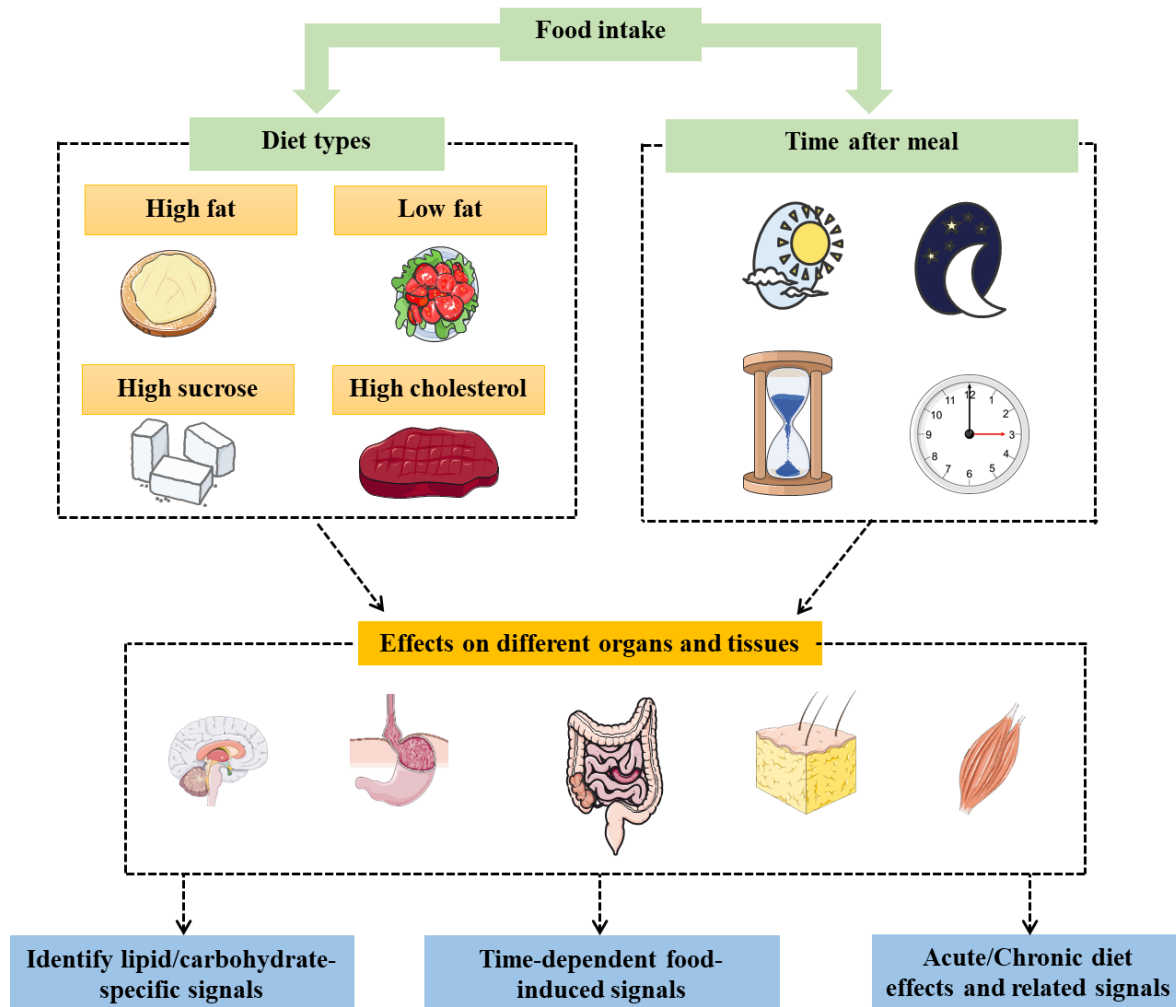 Food intake
Diet types
Time after meal
High fat
Low fat
High sucrose
High cholesterol
12
1
2
3
4
5
6
7
8
9
10
11
Effects on different organs and tissues
Identify lipid/carbohydrate-
specific signals
Time-dependent food-
induced signals
Acute/Chronic diet
effects and related signals